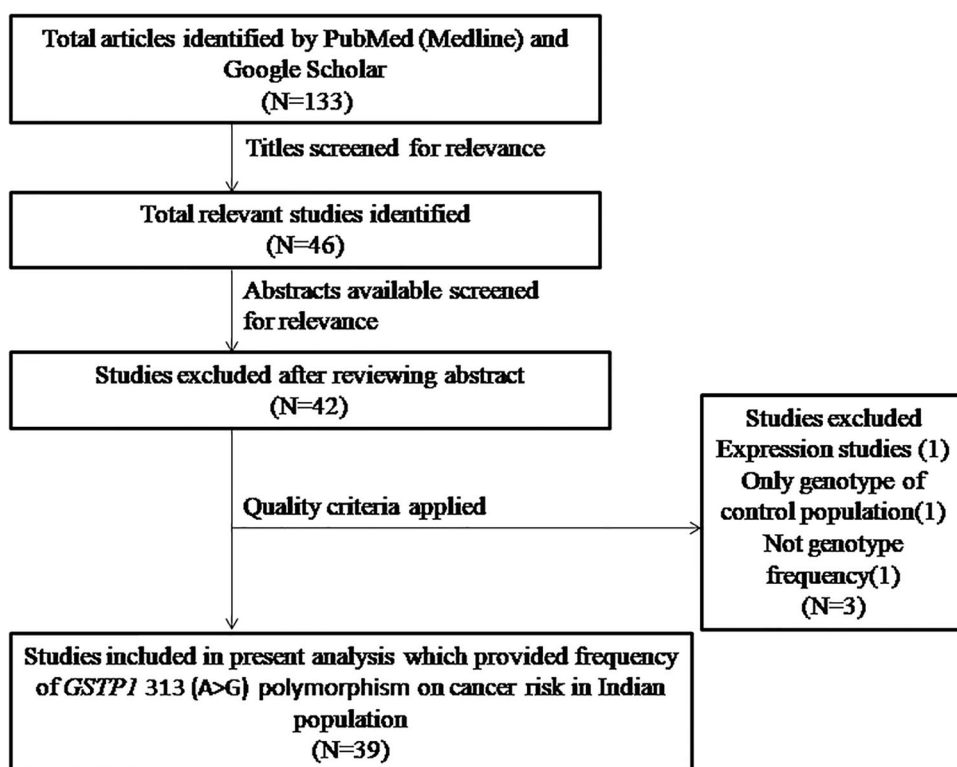 Total articles identified by PubMed (Medline) and
Google Scholar
(N=133)
Titles screened for relevance
Total relevant studies identified
(N=46)
Abstracts available screened
for relevance
Studies excluded after reviewing abstract
(N=42)
Quality criteria applied
Studies excluded
Expression studies (1)
Only genotype of
control population(1)
Not genotype
frequency(1)
(N=3)
Studies included in present analysis which provided frequency
of GSTP1 313 (A>G) polymorphism on cancer risk in Indian
population
(N=39)